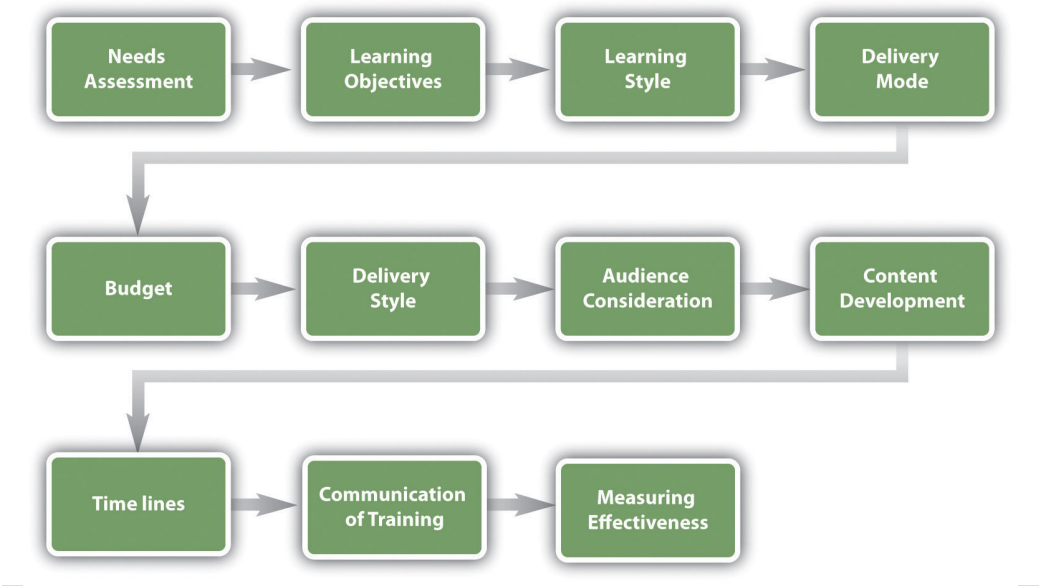 Needs
Assessment
Learning
Objectives
Learning
Style
Delivery
Mode
Budget
Delivery
Style
Audience
Consideration
Content
Development
Time lines
Communication
of Training
Measuring
Effectiveness